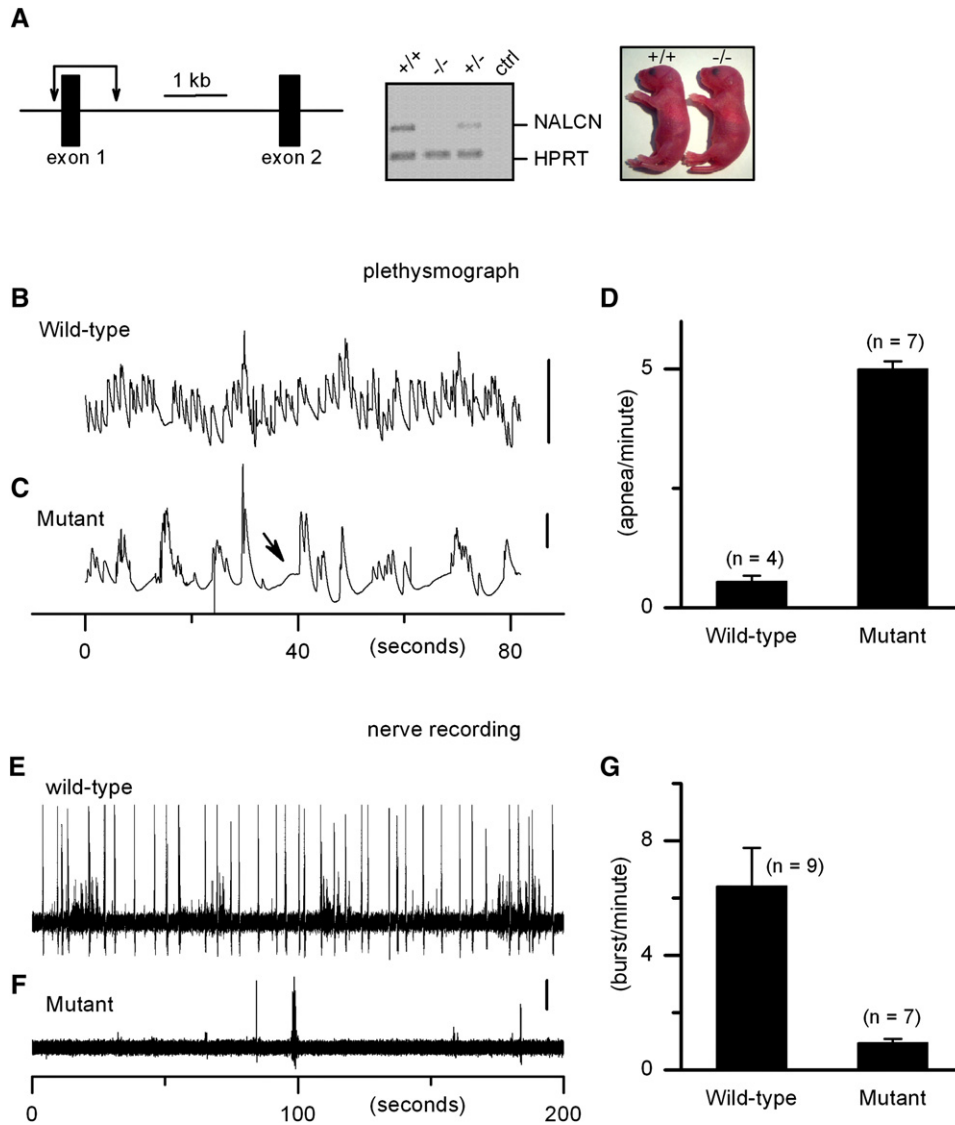 A
1 kb
exon 1
exon 2
+/+ -/- +/- ctrl
NALCN
HPRT
+/+ -/-
plethysmograph
B
Wild-type
C
Mutant
0 40 (seconds) 80
D
(apnea/minute)
5
0
(n = 4)
(n = 7)
Wild-type Mutant
nerve recording
E
wild-type
F
Mutant
0 100 (seconds) 200
G
(burst/minute)
8
4
0
(n = 9)
(n = 7)
Wild-type Mutant